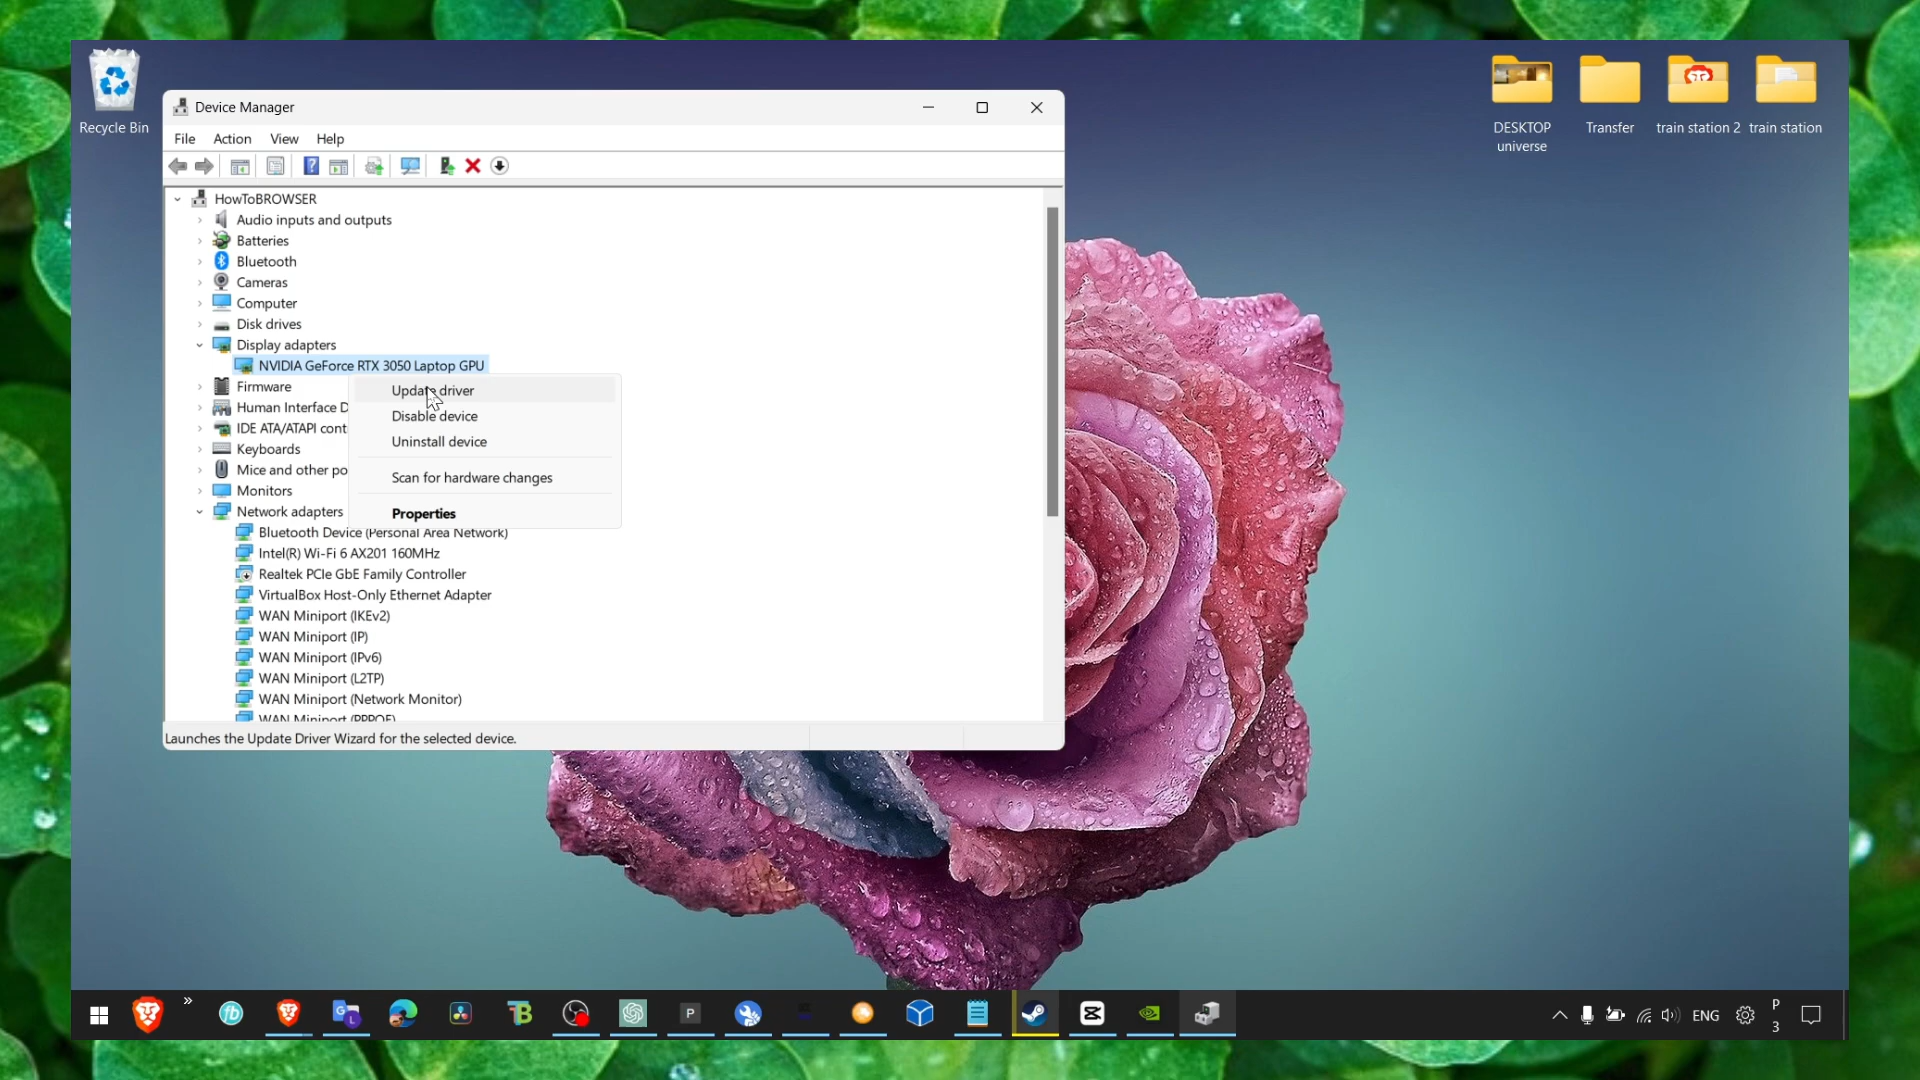 Recycle Bin
DESKTOP
universe
Transfer
train station 2
train station
Device Manager
File Action View Help
HowToBROWSER
Audio inputs and outputs
Batteries
Bluetooth
Cameras
Computer
Disk drives
Display adapters
NVIDIA GeForce RTX 3050 Laptop GPU
Firmware
Human Interface D
IDE ATA/ATAPI cont
Keyboards
Mice and other po
Monitors
Network adapters
Update driver
Disable device
Uninstall device
Scan for hardware changes
Properties
Bluetooth Device (Personal Area Network)
Intel(R) Wi-Fi 6 AX201 160MHz
Realtek PCIe GbE Family Controller
VirtualBox Host-Only Ethernet Adapter
WAN Miniport (IKEv2)
WAN Miniport (IP)
WAN Miniport (IPv6)
WAN Miniport (L2TP)
WAN Miniport (Network Monitor)
WAN Miniport (PPPOE)
Launches the Update Driver Wizard for the selected device.
ENG
P
3